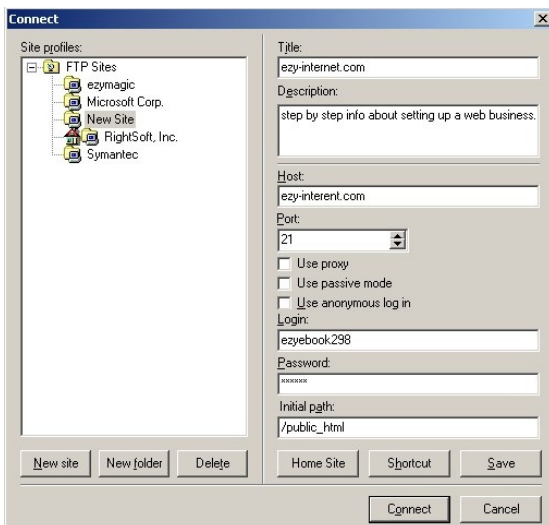 Connect
Site profiles:
FTP Sites
ezymagic
Microsoft Corp.
New Site
RightSoft, Inc.
Symantec
New site
New folder
Delete
Title:
ezy-internet.com
Description:
step by step info about setting up a web business.
Host:
ezy-interent.com
Port:
21
Use proxy
Use passive mode
Use anonymous log in
Login:
ezyebook298
Password:
xxxxxx
Initial path:
/public_html
Home Site
Shortcut
Save
Connect
Cancel